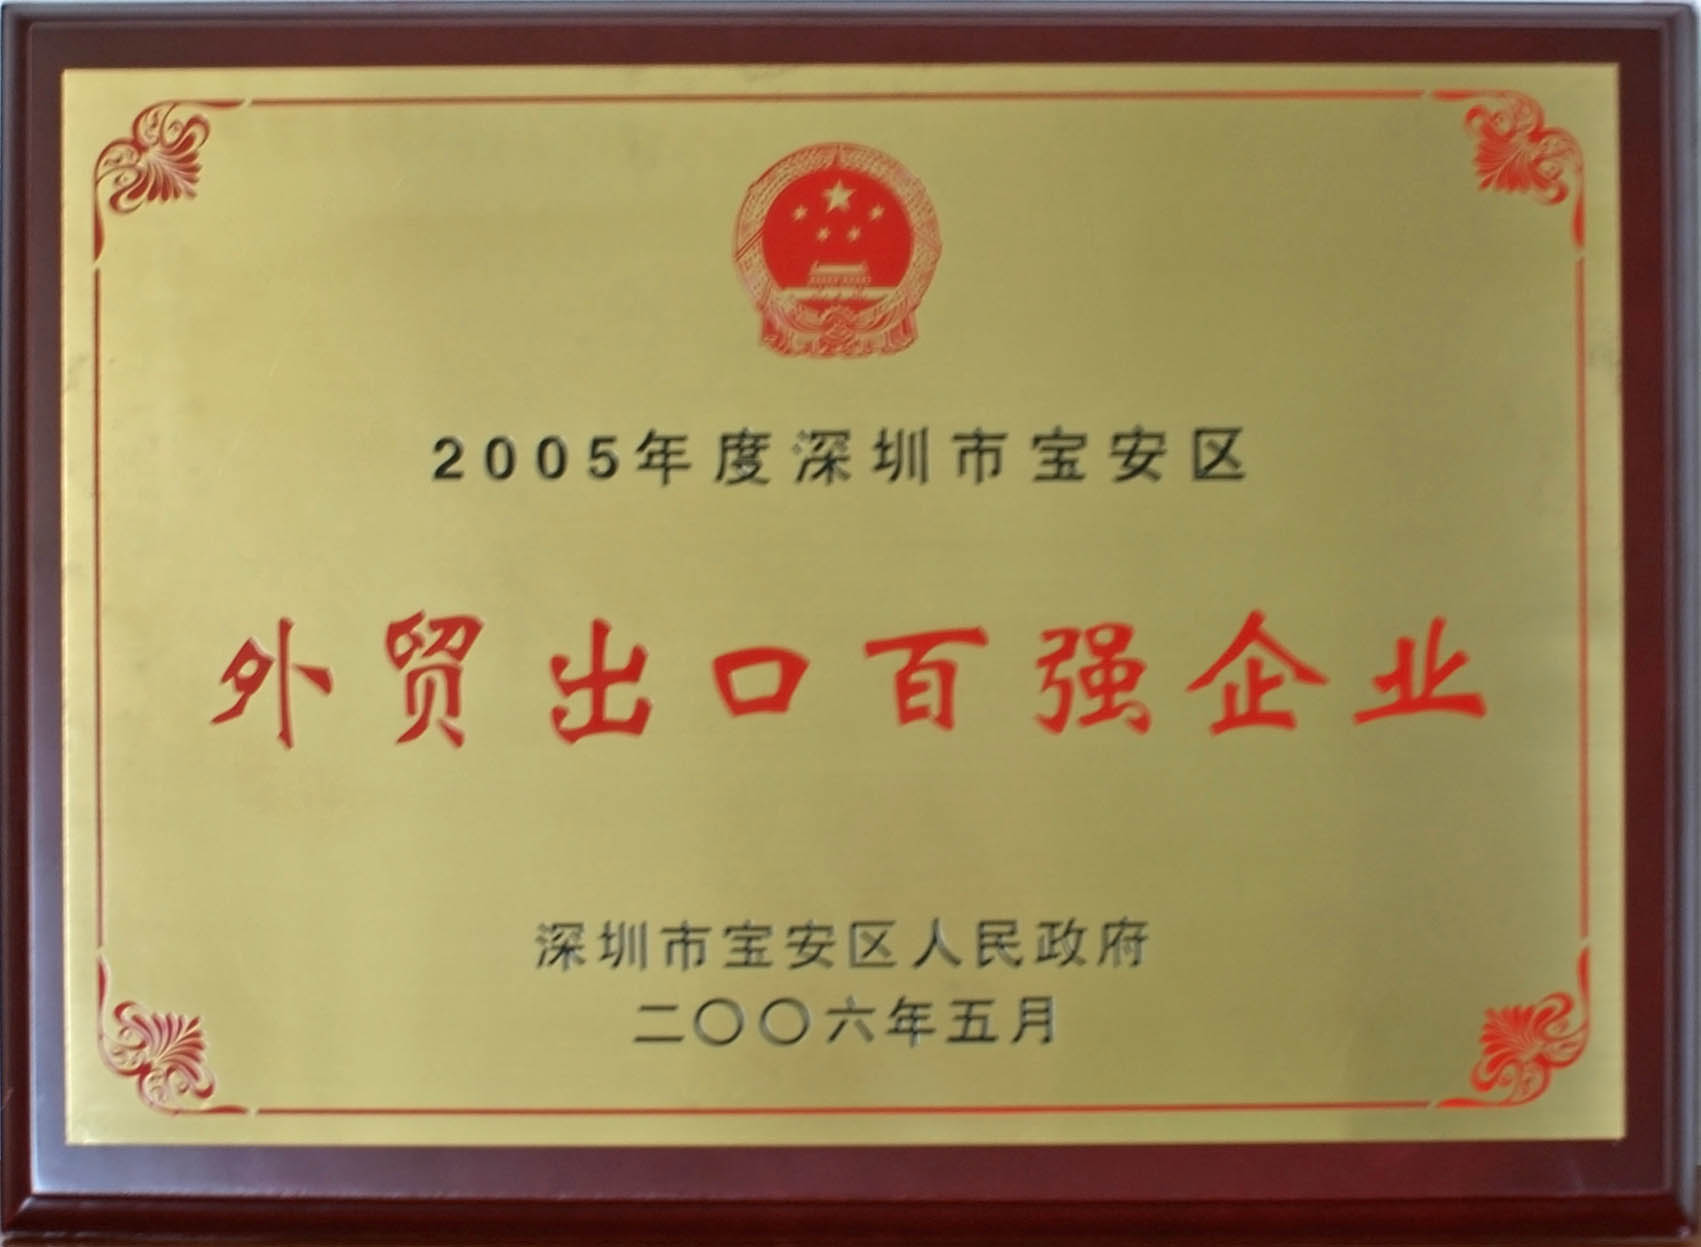 2005年度深圳市宝安区
外贸出口百强企业
深圳市宝安区人民政府
二〇〇六年五月